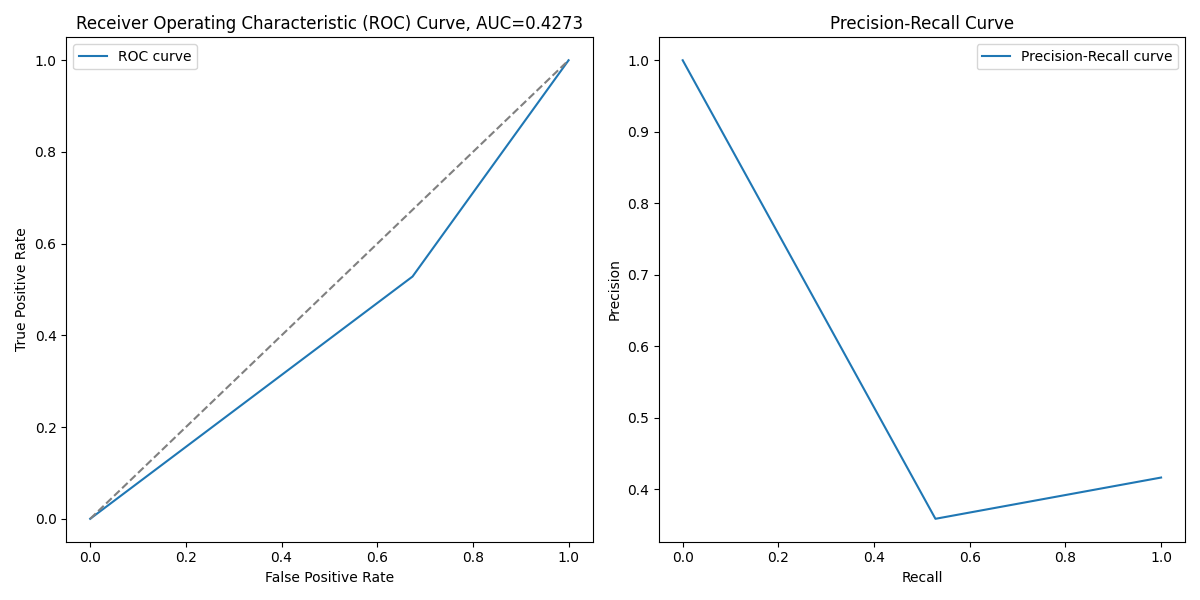 Receiver Operating Characteristic (ROC) Curve, AUC=0.4273
ROC curve
1.0
0.8
0.6
0.4
0.2
0.0
True Positive Rate
0.0 0.2 0.4 0.6 0.8 1.0
False Positive Rate
Precision-Recall Curve
Precision-Recall curve
1.0
0.9
0.8
0.7
0.6
0.5
0.4
Precision
0.0 0.2 0.4 0.6 0.8 1.0
Recall